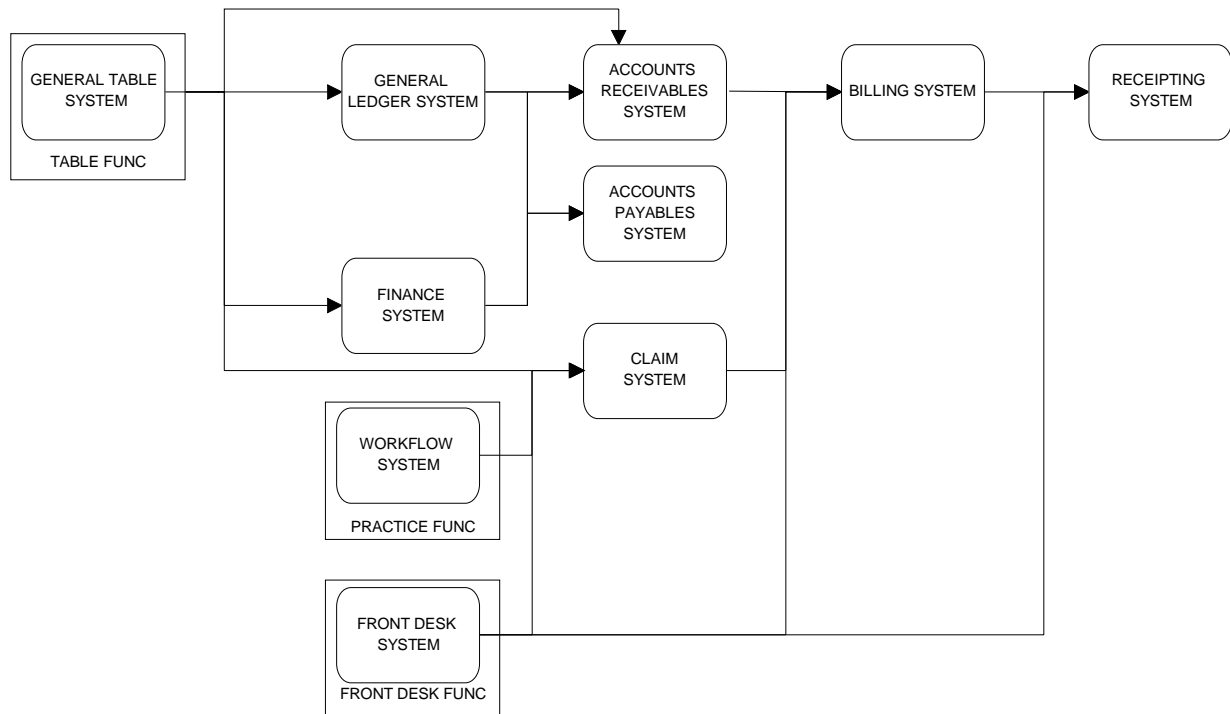 GENERAL TABLE
SYSTEM
TABLE FUNC
GENERAL
LEDGER SYSTEM
ACCOUNTS
RECEIVABLES
SYSTEM
BILLING SYSTEM
RECEIPTING
SYSTEM
ACCOUNTS
PAYABLES
SYSTEM
FINANCE
SYSTEM
CLAIM
SYSTEM
WORKFLOW
SYSTEM
PRACTICE FUNC
FRONT DESK
SYSTEM
FRONT DESK FUNC